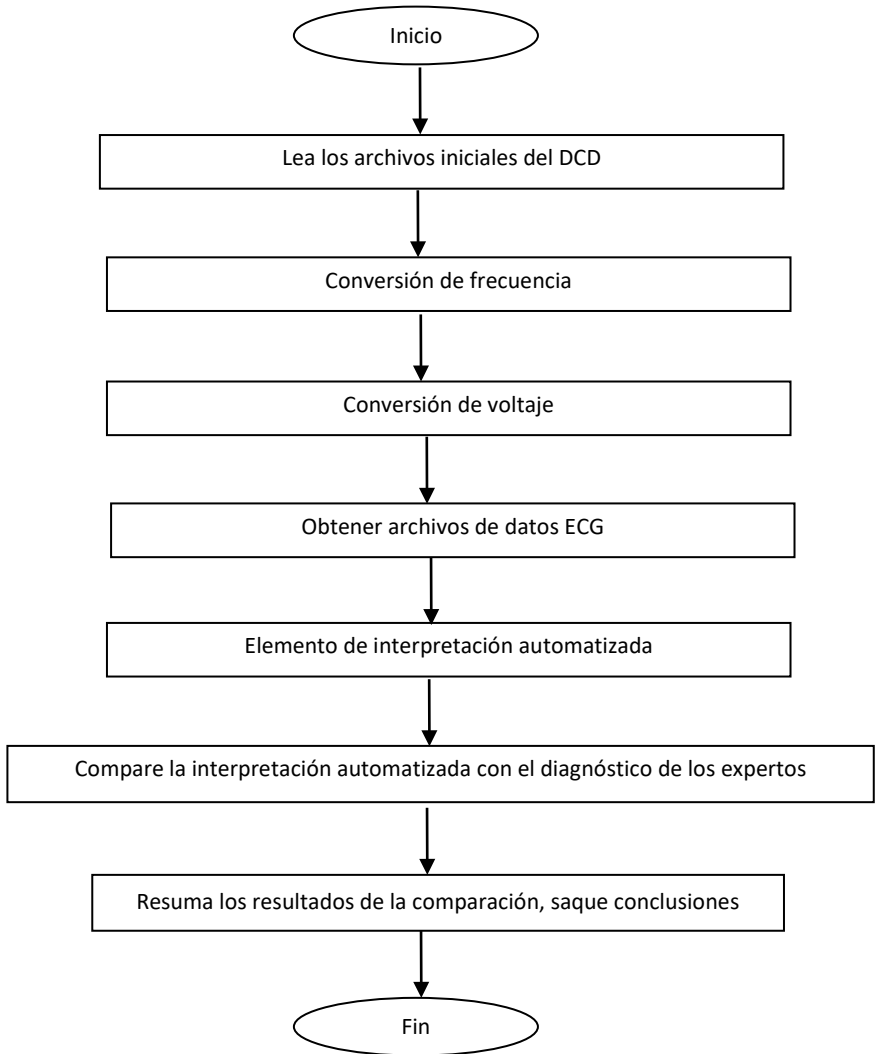 Inicio
Lea los archivos iniciales del DCD
Conversión de frecuencia
Conversión de voltaje
Obtener archivos de datos ECG
Elemento de interpretación automatizada
Compare la interpretación automatizada con el diagnóstico de los expertos
Resuma los resultados de la comparación, saque conclusiones
Fin